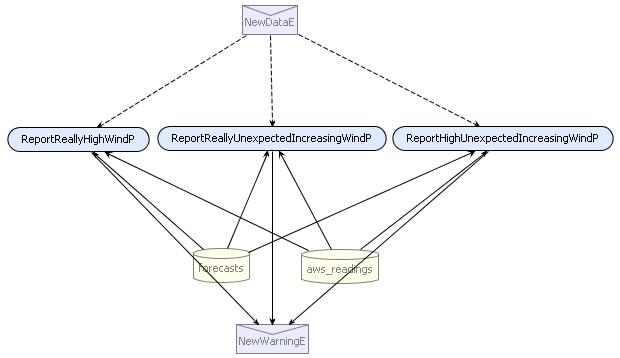 NewDataE
ReportReallyHighWindP
ReportReallyUnexpectedIncreasingWindP
ReportHighUnexpectedIncreasingWindP
forecasts
aws_readings
NewWarningE